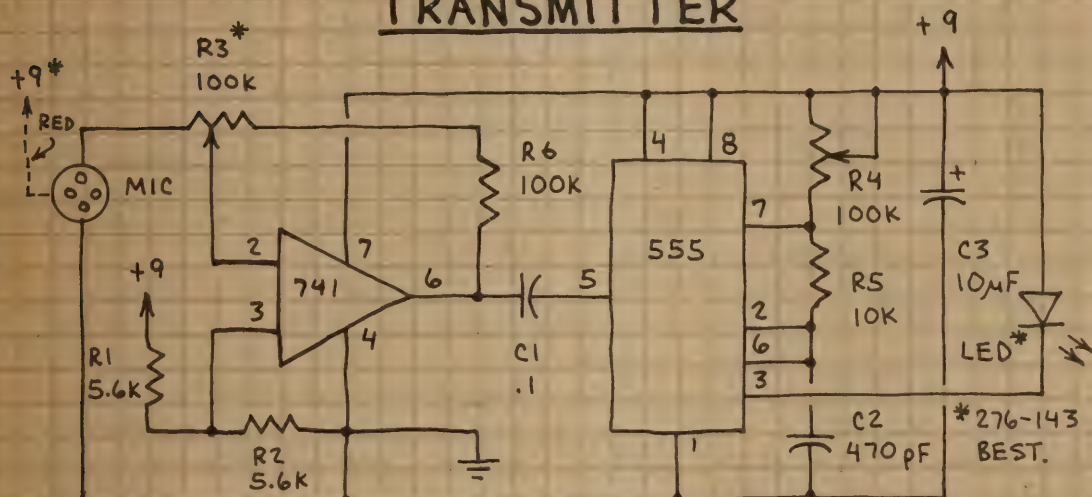 TRANSMITTER
+9
R3*
100K
+9*
RED
MIC
4
8
R6
100K
R4
100K
7
2
7
741
6
5
555
+
C3
10µF
+9
3
4
C1
.1
2
R5
10K
6
3
LED*
R1
5.6K
R2
5.6K
1
C2
470pF
*276-143
BEST.